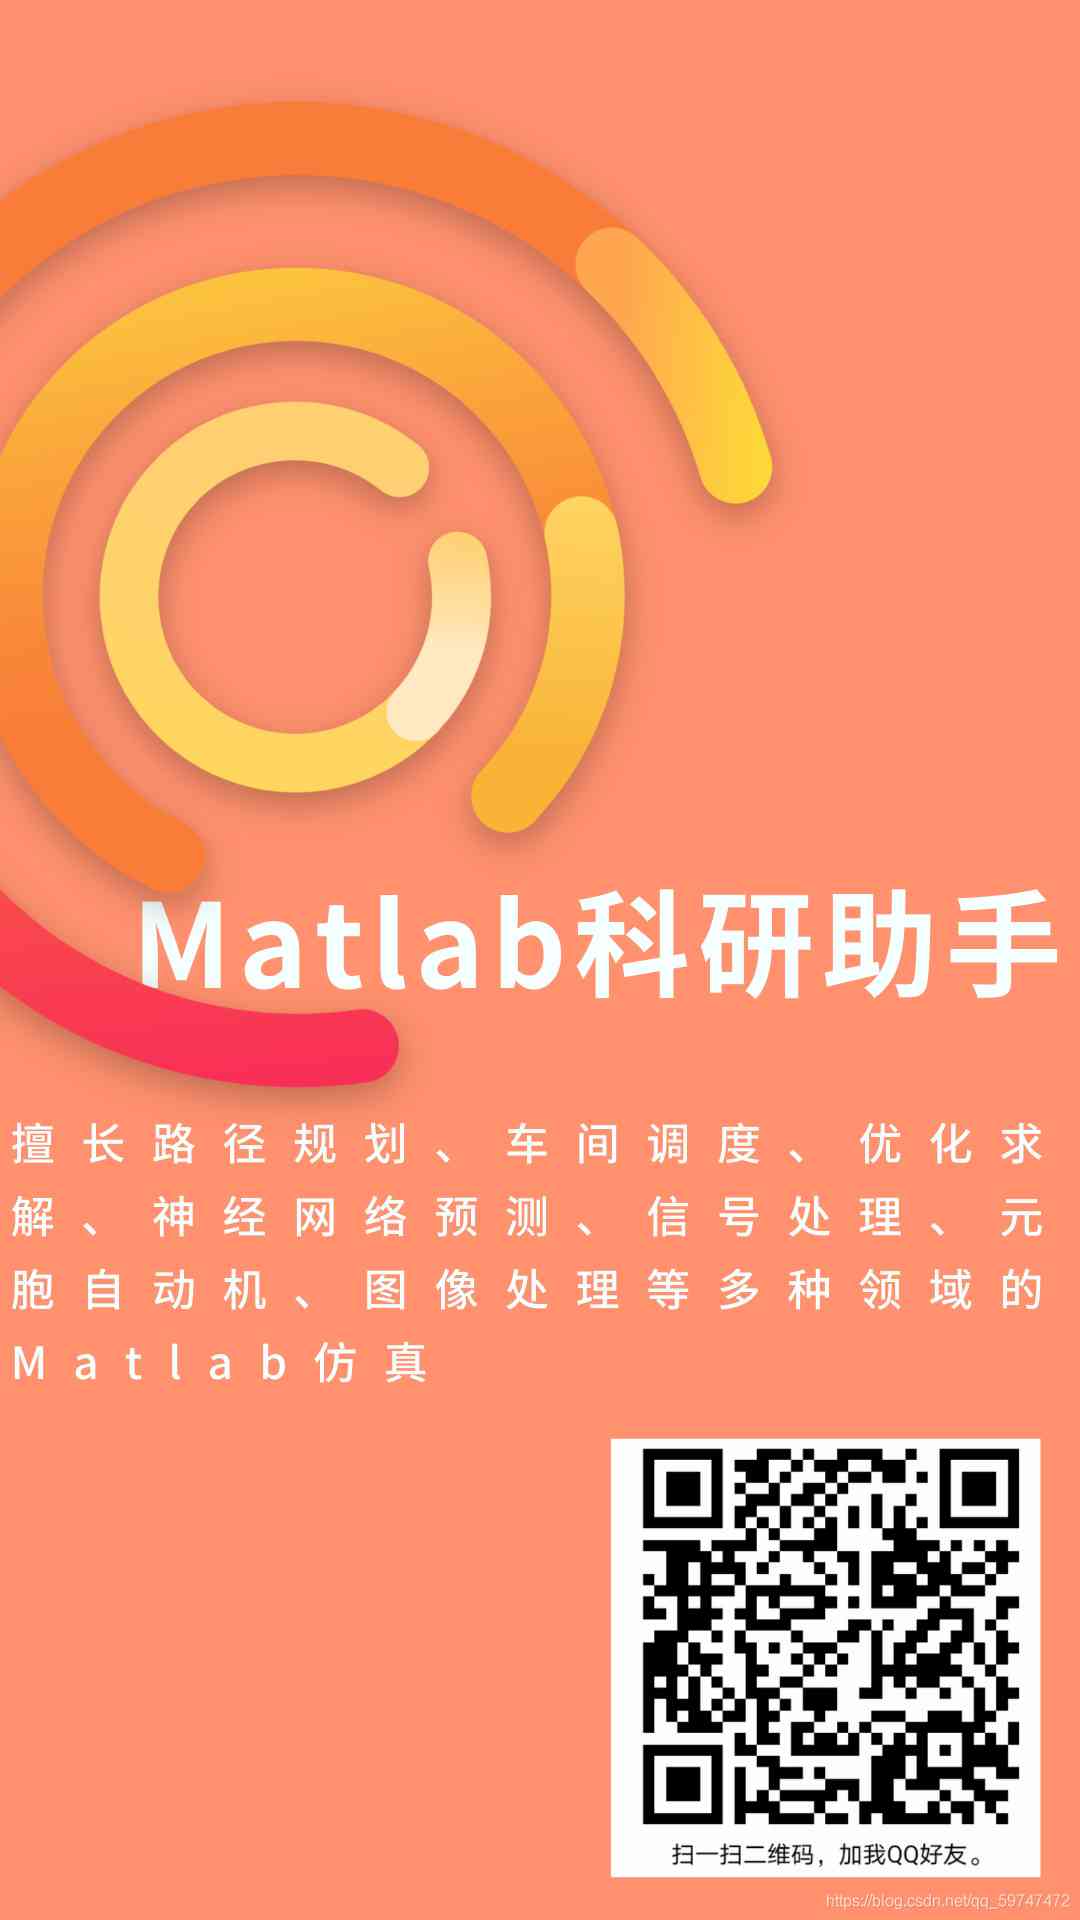 Matlab科研助手
擅长路径规划、车间调度、优化求
解、神经网络预测、信号处理、元
胞自动机、图像处理等多种领域的
Matlab仿真
扫一扫二维码，加我QQ好友。
https://blog.csdn.net/qq_59747472